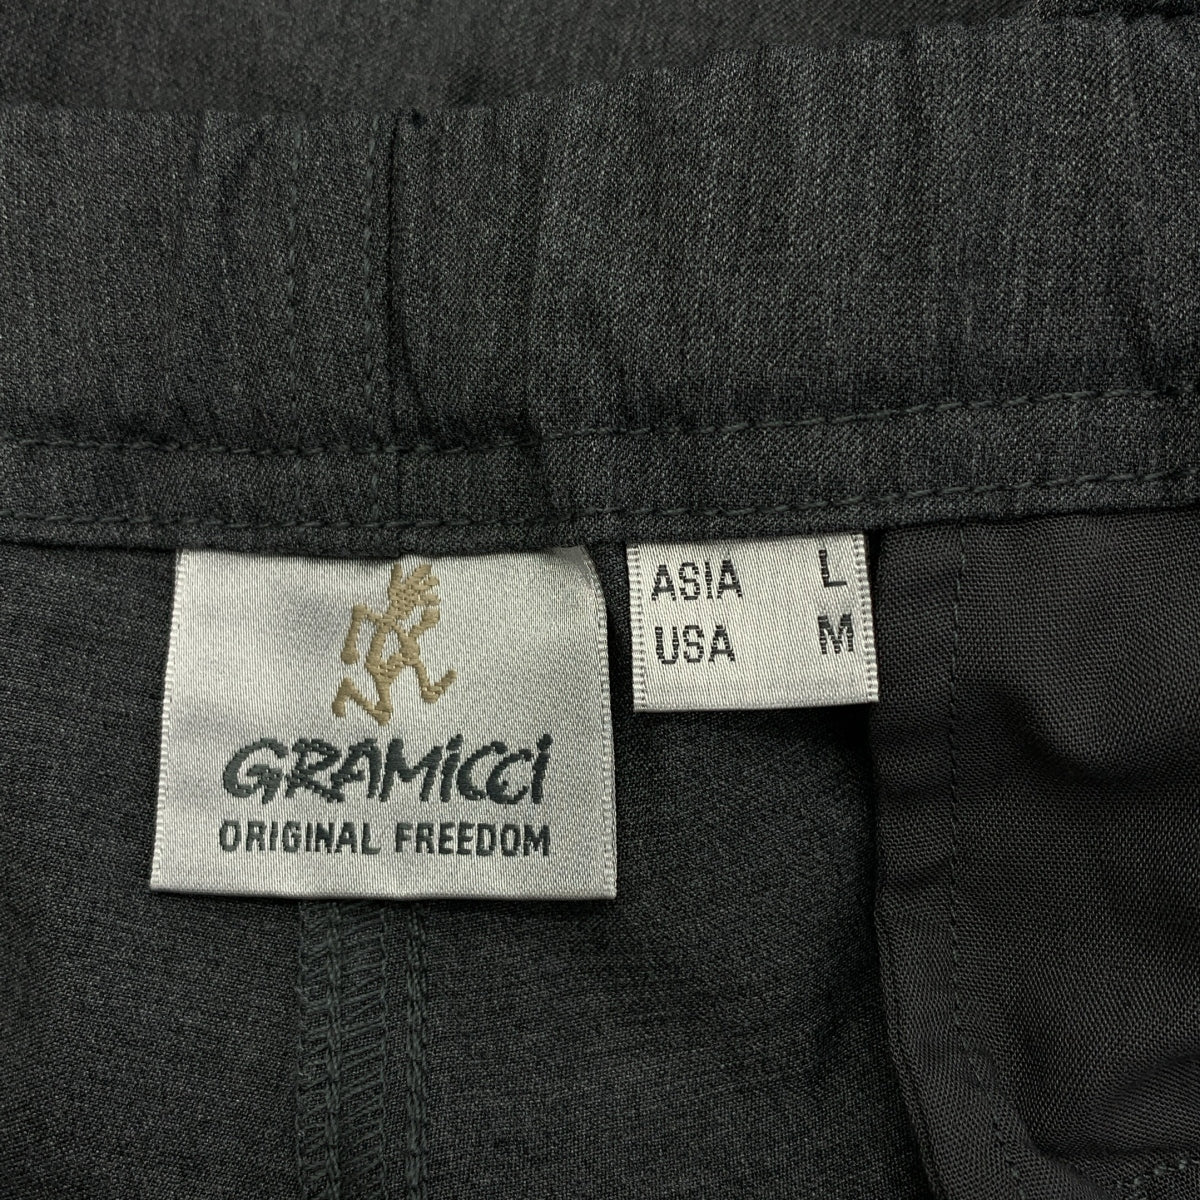 GRAMiCCi
ORIGINAL FREEDOM
ASIA L
USA M